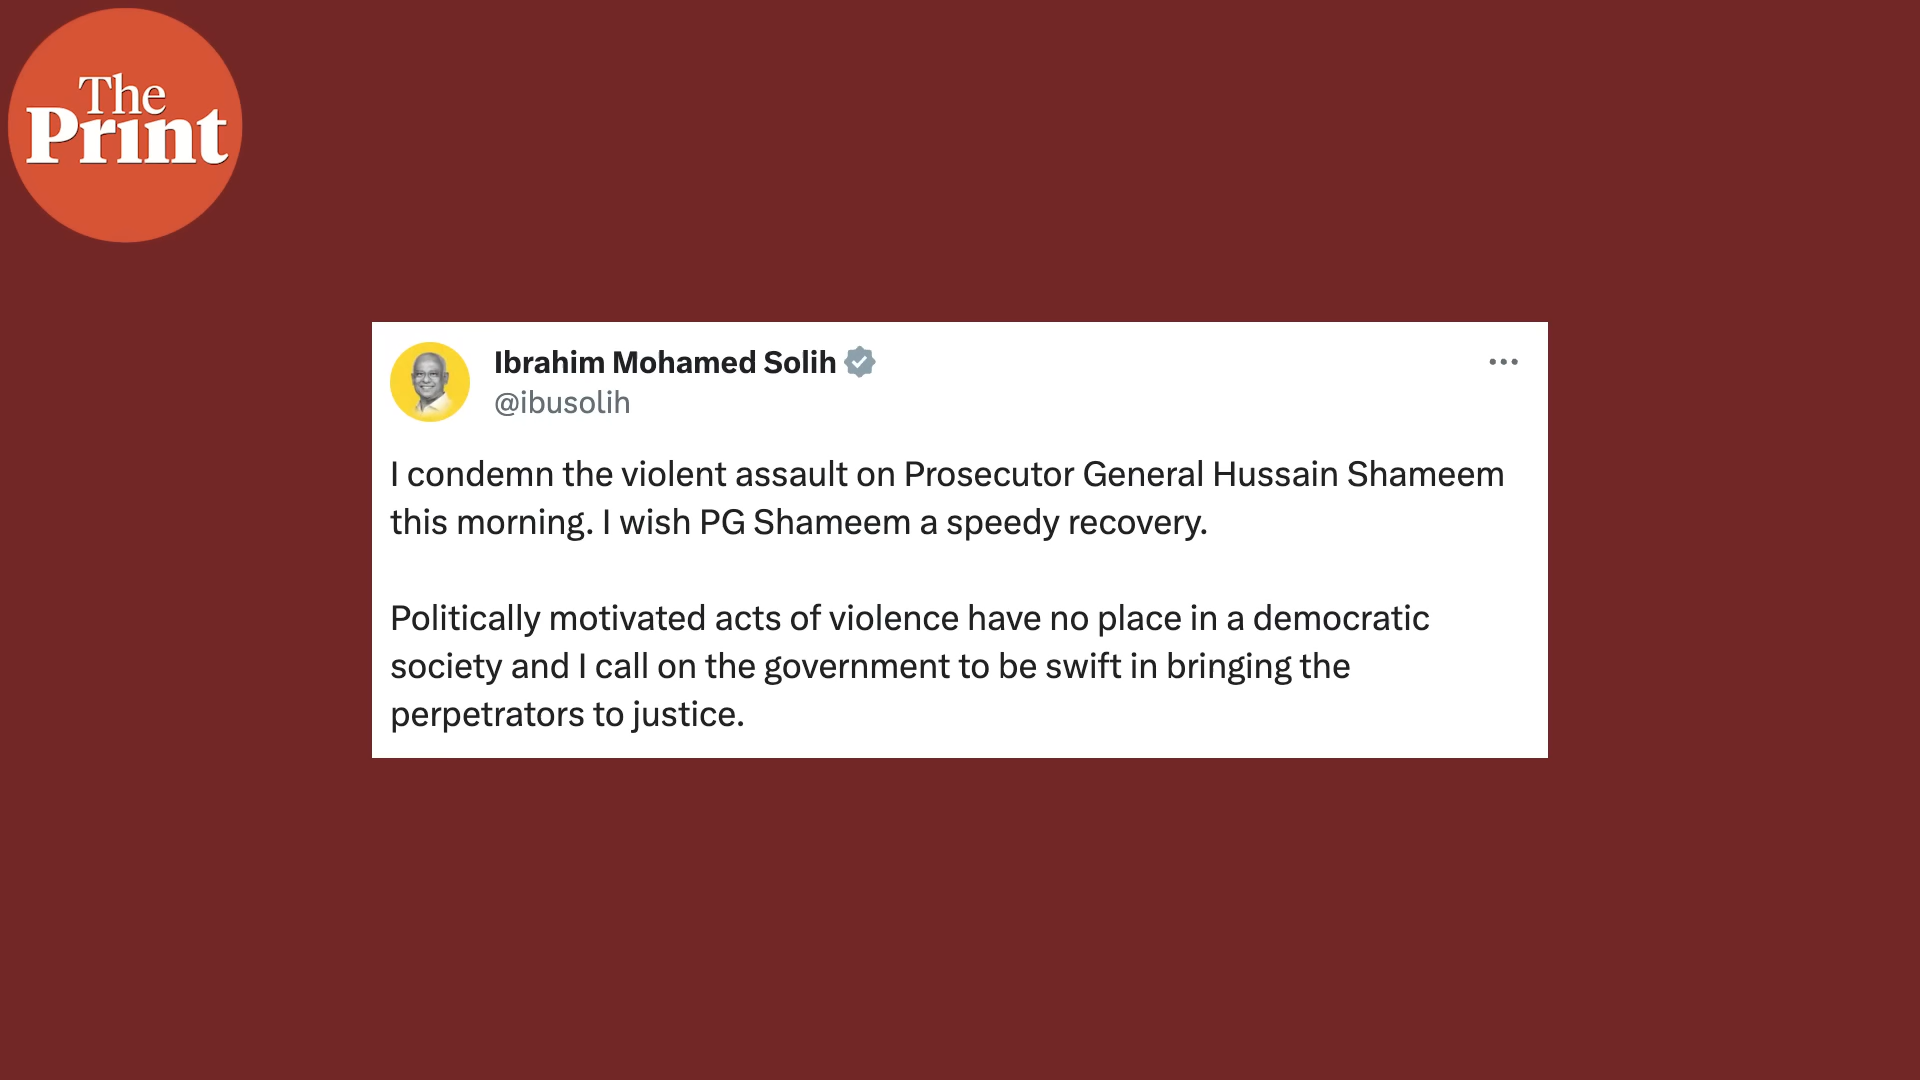 The
Print
Ibrahim Mohamed Solih
@ibusolih
I condemn the violent assault on Prosecutor General Hussain Shameem
this morning. I wish PG Shameem a speedy recovery.
Politically motivated acts of violence have no place in a democratic
society and I call on the government to be swift in bringing the
perpetrators to justice.